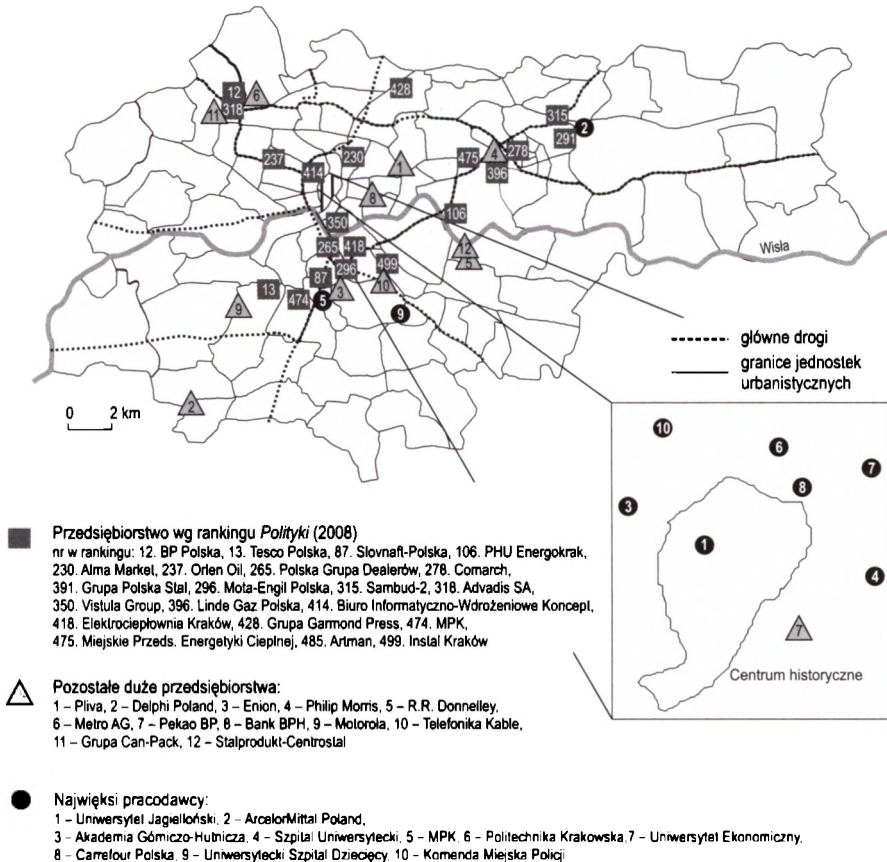 428
12
6
318
11
315
2
291
237
230
414
1
475
4
278
396
8
350
106
265
418
12
5
Wisła
296
499
87
10
13
474
5
3
9
9
2
0 2 km
główne drogi
granice jednostek
urbanistycznych
10
6
7
8
3
1
4
7
Centrum historyczne
Przedsiębiorstwo wg rankingu Polityki (2008)
nr w rankingu: 12. BP Polska, 13. Tesco Polska, 87. Slovnaft-Polska, 106. PHU Energokrak,
230. Alma Market, 237. Orlen Oil, 265. Polska Grupa Dealerów, 278. Comarch,
391. Grupa Polska Stal, 296. Mota-Engil Polska, 315. Sambud-2, 318. Advadis SA,
350. Vistula Group, 396. Linde Gaz Polska, 414. Biuro Informatyczno-Wdrożeniowe Koncept,
418. Elektrociepłownia Kraków, 428. Grupa Garmond Press, 474. MPK,
475. Miejskie Przeds. Energetyki Cieplnej, 485. Artman, 499. Instal Kraków
Pozostałe duże przedsiębiorstwa:
1 – Pliva, 2 – Delphi Poland, 3 – Enion, 4 – Philip Morris, 5 – R.R. Donnelley,
6 – Metro AG, 7 – Pekao BP, 8 – Bank BPH, 9 – Motorola, 10 – Telefonika Kable,
11 – Grupa Can-Pack, 12 – Stalprodukt-Centrostal
Najwięksi pracodawcy:
1 – Uniwersytet Jagielloński, 2 – ArcelorMittal Poland,
3 – Akademia Górniczo-Hutnicza, 4 – Szpital Uniwersytecki, 5 – MPK, 6 – Politechnika Krakowska,7 – Uniwersytet Ekonomiczny,
8 – Carrefour Polska, 9 – Uniwersytecki Szpital Dziecięcy, 10 – Komenda Miejska Policji